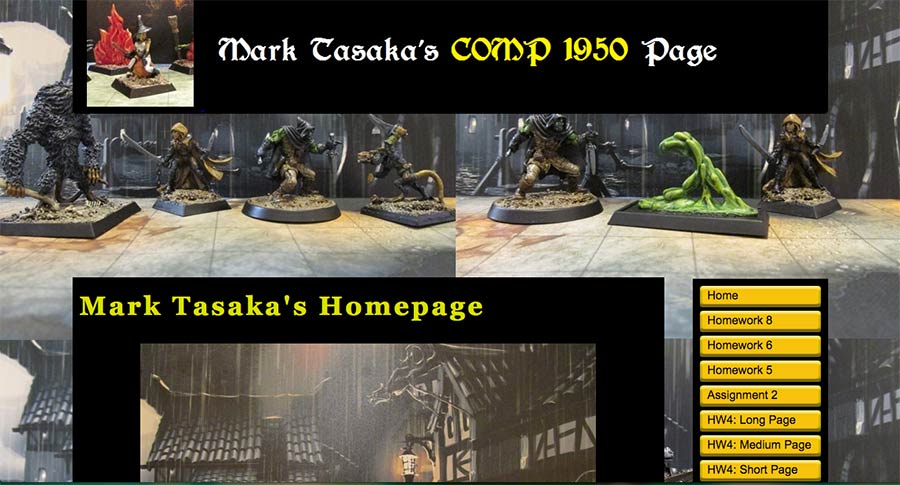 Mark Tasaka's COMP 1950 Page
Mark Tasaka's Homepage
Home
Homework 8
Homework 6
Homework 5
Assignment 2
HW4: Long Page
HW4: Medium Page
HW4: Short Page